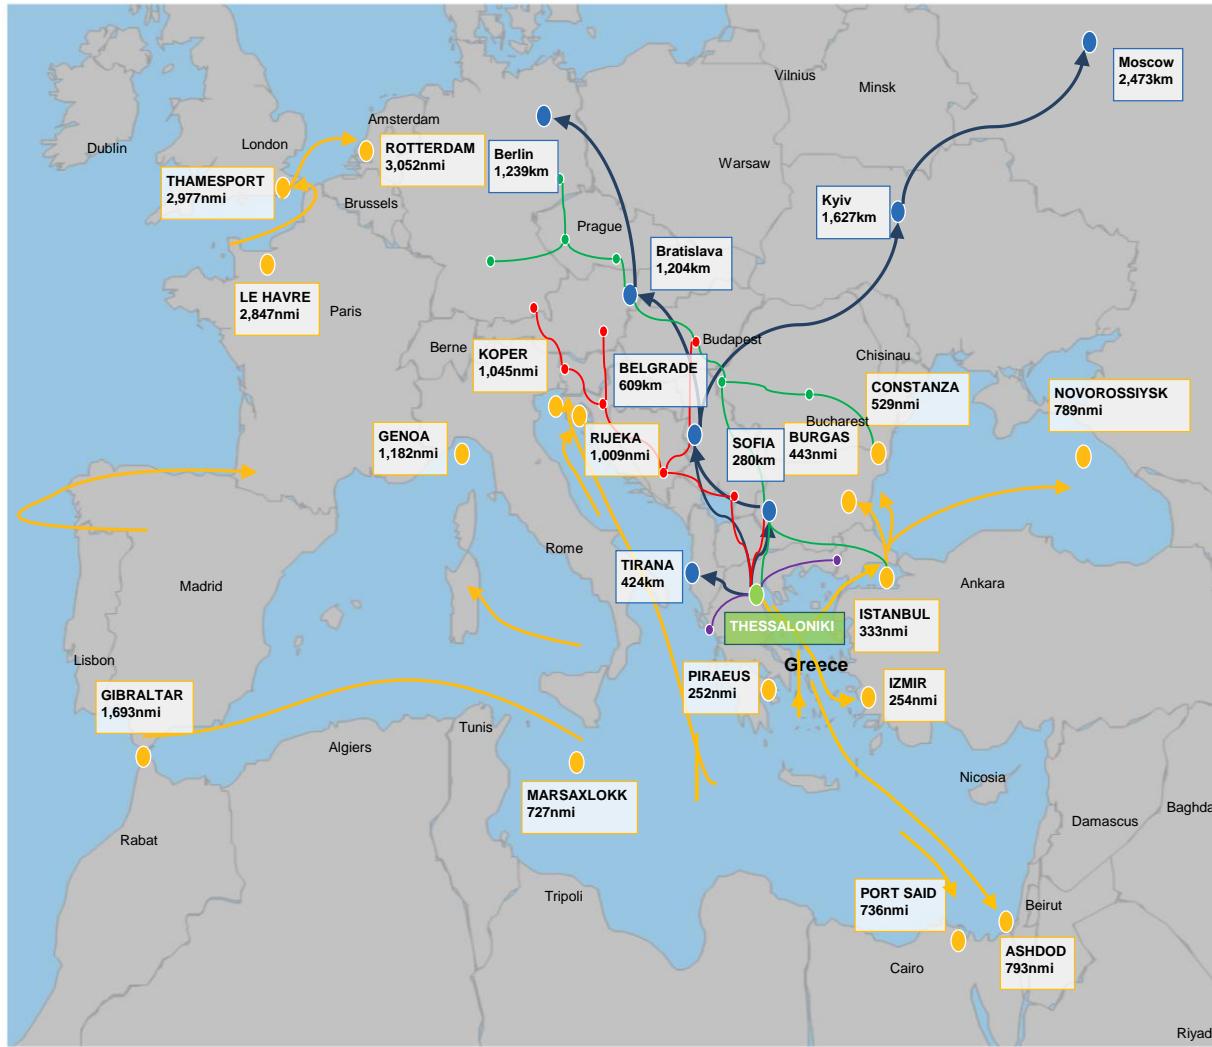 Moscow
2,473km
Vilnius
Minsk
Amsterdam
Dublin
London
ROTTERDAM
3,052nmi
Berlin
1,239km
Warsaw
THAMESPORT
2,977nmi
Brussels
Kyiv
1,627km
Prague
Bratislava
1,204km
LE HAVRE
2,847nmi
Paris
Berne
KOPER
1,045nmi
Budapest
BELGRADE
609km
Chisinau
CONSTANZA
529nmi
NOVOROSSIYSK
789nmi
Bucharest
GENOA
1,182nmi
RIJEKA
1,009nmi
SOFIA
280km
BURGAS
443nmi
Rome
TIRANA
424km
Madrid
Ankara
THESSALONIKI
ISTANBUL
333nmi
Lisbon
Greece
GIBRALTAR
1,693nmi
PIRAEUS
252nmi
IZMIR
254nmi
Tunis
Algiers
Nicosia
MARSAXLOKK
727nmi
Damascus
Baghda
Rabat
Tripoli
PORT SAID
736nmi
Beirut
Cairo
ASHDOD
793nmi
Riyad